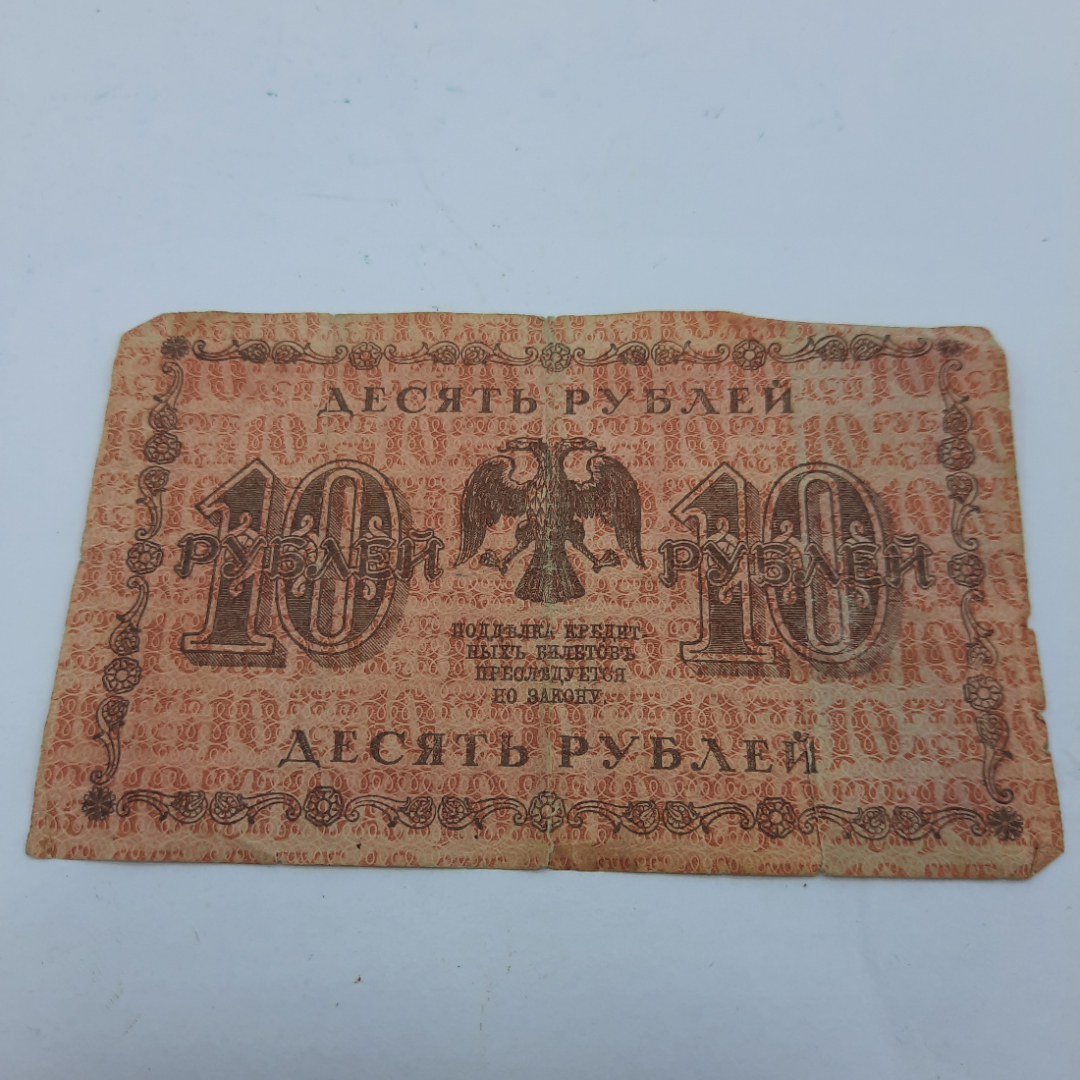 ДЕСЯТЬ РУБЛЕЙ
10 10
РУБЛЕЙ РУБЛЕЙ
ПОДДѢЛКА КРЕДИТ-
НЫХЪ БИЛЕТОВЪ
ПРЕСЛѢДУЕТСЯ
ПО ЗАКОНУ.
ДЕСЯТЬ РУБЛЕЙ